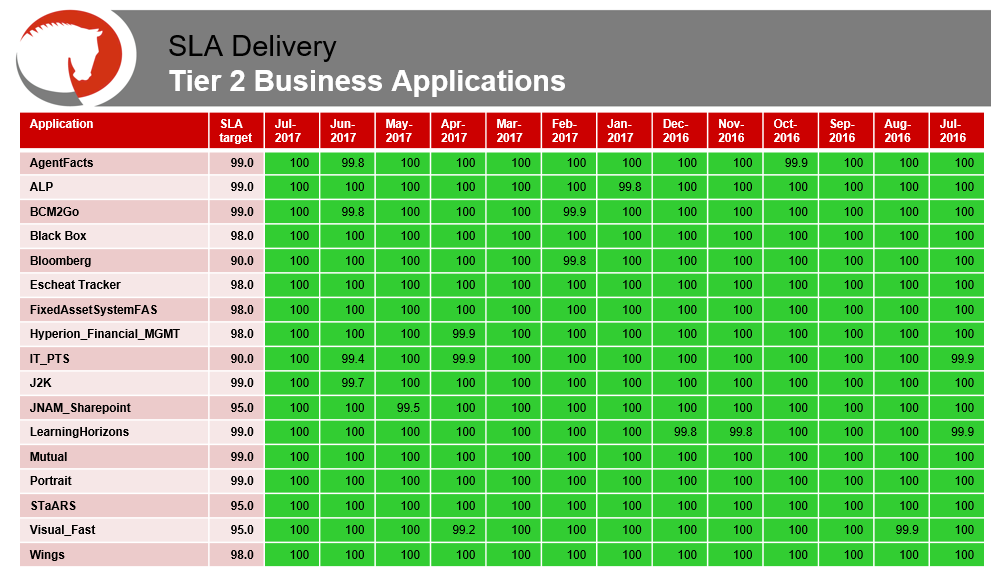 SLA Delivery
Tier 2 Business Applications
Application SLA target Jul-2017 Jun-2017 May-2017 Apr-2017 Mar-2017 Feb-2017 Jan-2017 Dec-2016 Nov-2016 Oct-2016 Sep-2016 Aug-2016 Jul-2016
AgentFacts 99.0 100 99.8 100 100 100 100 100 100 100 99.9 100 100 100
ALP 99.0 100 100 100 100 100 100 99.8 100 100 100 100 100 100
BCM2Go 99.0 100 99.8 100 100 100 99.9 100 100 100 100 100 100 100
Black Box 98.0 100 100 100 100 100 100 100 100 100 100 100 100 100
Bloomberg 90.0 100 100 100 100 100 99.8 100 100 100 100 100 100 100
Escheat Tracker 98.0 100 100 100 100 100 100 100 100 100 100 100 100 100
FixedAssetSystemFAS 98.0 100 100 100 100 100 100 100 100 100 100 100 100 100
Hyperion_Financial_MGMT 98.0 100 100 100 99.9 100 100 100 100 100 100 100 100 100
IT_PTS 90.0 100 99.4 100 99.9 100 100 100 100 100 100 100 100 99.9
J2K 99.0 100 99.7 100 100 100 100 100 100 100 100 100 100 100
JNAM_Sharepoint 95.0 100 100 99.5 100 100 100 100 100 100 100 100 100 100
LearningHorizons 99.0 100 100 100 100 100 100 100 99.8 99.8 100 100 100 99.9
Mutual 99.0 100 100 100 100 100 100 100 100 100 100 100 100 100
Portrait 99.0 100 100 100 100 100 100 100 100 100 100 100 100 100
STaARS 95.0 100 100 100 100 100 100 100 100 100 100 100 100 100
Visual_Fast 95.0 100 100 100 99.2 100 100 100 100 100 100 100 99.9 100
Wings 98.0 100 100 100 100 100 100 100 100 100 100 100 100 100